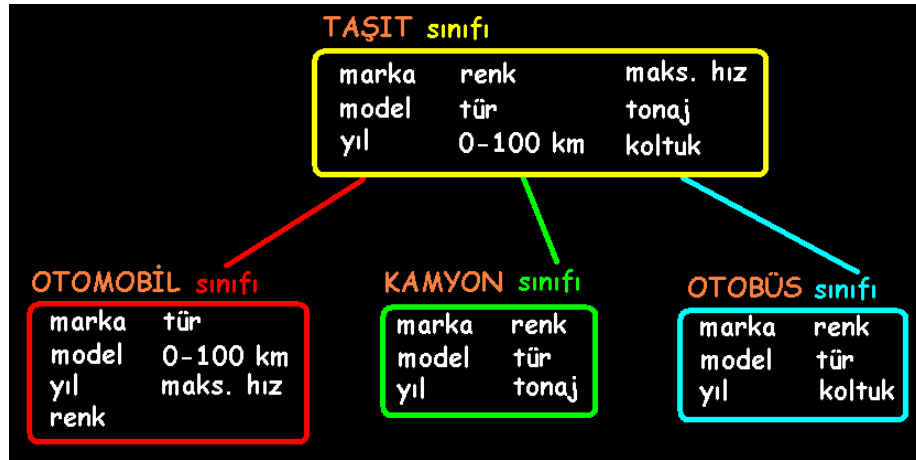 TAŞIT sınıfı
marka renk maks. hız
model tür tonaj
yıl 0-100 km koltuk
OTOMOBİL sınıfı
marka tür
model 0-100 km
yıl maks. hız
renk
KAMYON sınıfı
marka renk
model tür
yıl tonaj
OTOBÜS sınıfı
marka renk
model tür
yıl koltuk